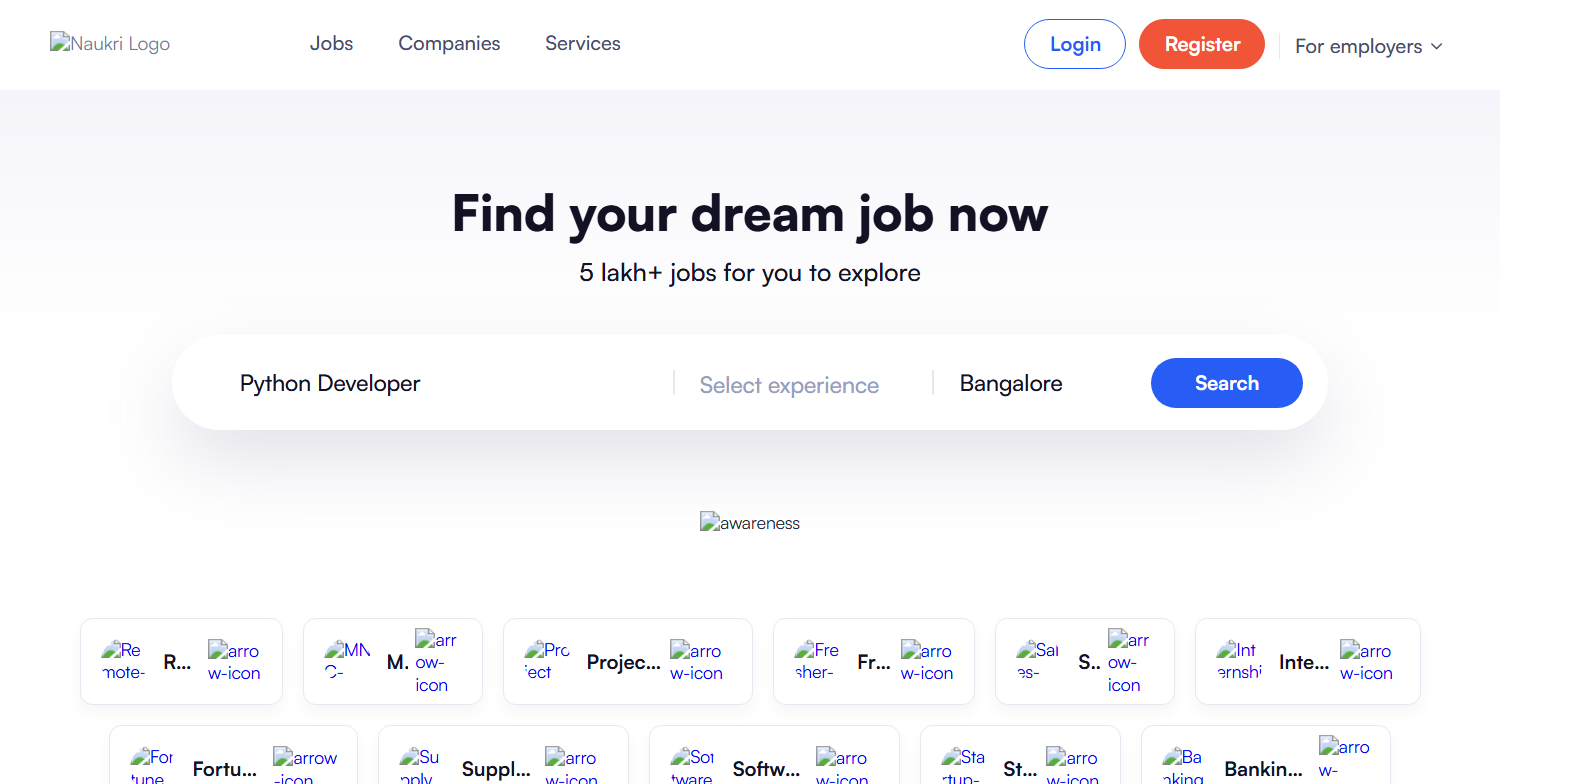 Naukri Logo Jobs Companies Services Login Register For employers
Find your dream job now
5 lakh+ jobs for you to explore
Python Developer Select experience Bangalore Search
awareness
Re
mote-
R...
arro
w-icon
MN
C-
M.
arr
ow-
icon
Pro
ject
Projec...
arro
w-icon
Fre
sher-
Fr...
arro
w-icon
Sal
es-
S..
arr
ow-
icon
Int
ernshi
Inte...
arro
w-icon
For
tune
Fortu...
arrow
-icon
Su
pply
Suppl...
arro
w-icon
Sof
tware
Softw...
arro
w-icon
Sta
rtup-
St...
arro
w-icon
Ba
nking
Bankin...
arro
w-